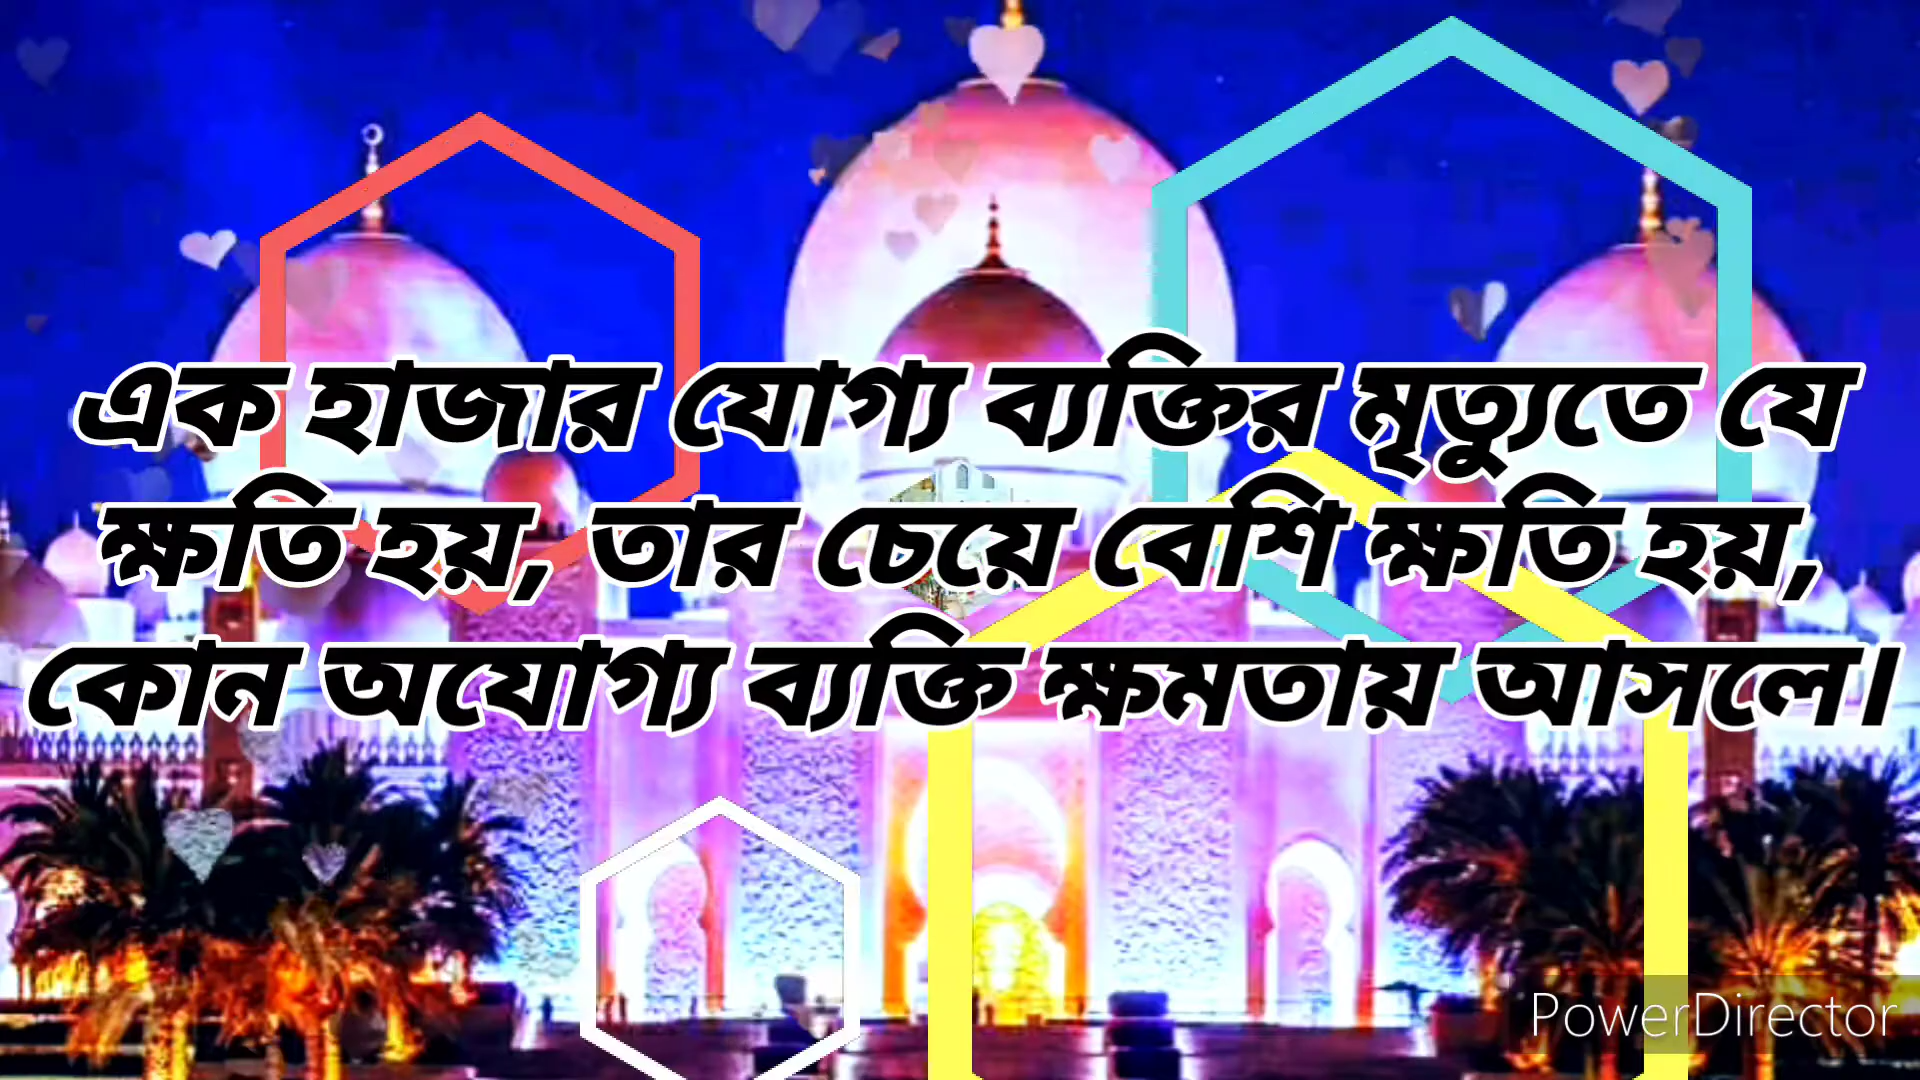 এক হাজার যোগ্য ব্যক্তির মৃত্যুতে যে
ক্ষতি হয়, তার চেয়ে বেশি ক্ষতি হয়,
কোন অযোগ্য ব্যক্তি ক্ষমতায় আসলে।
PowerDirector